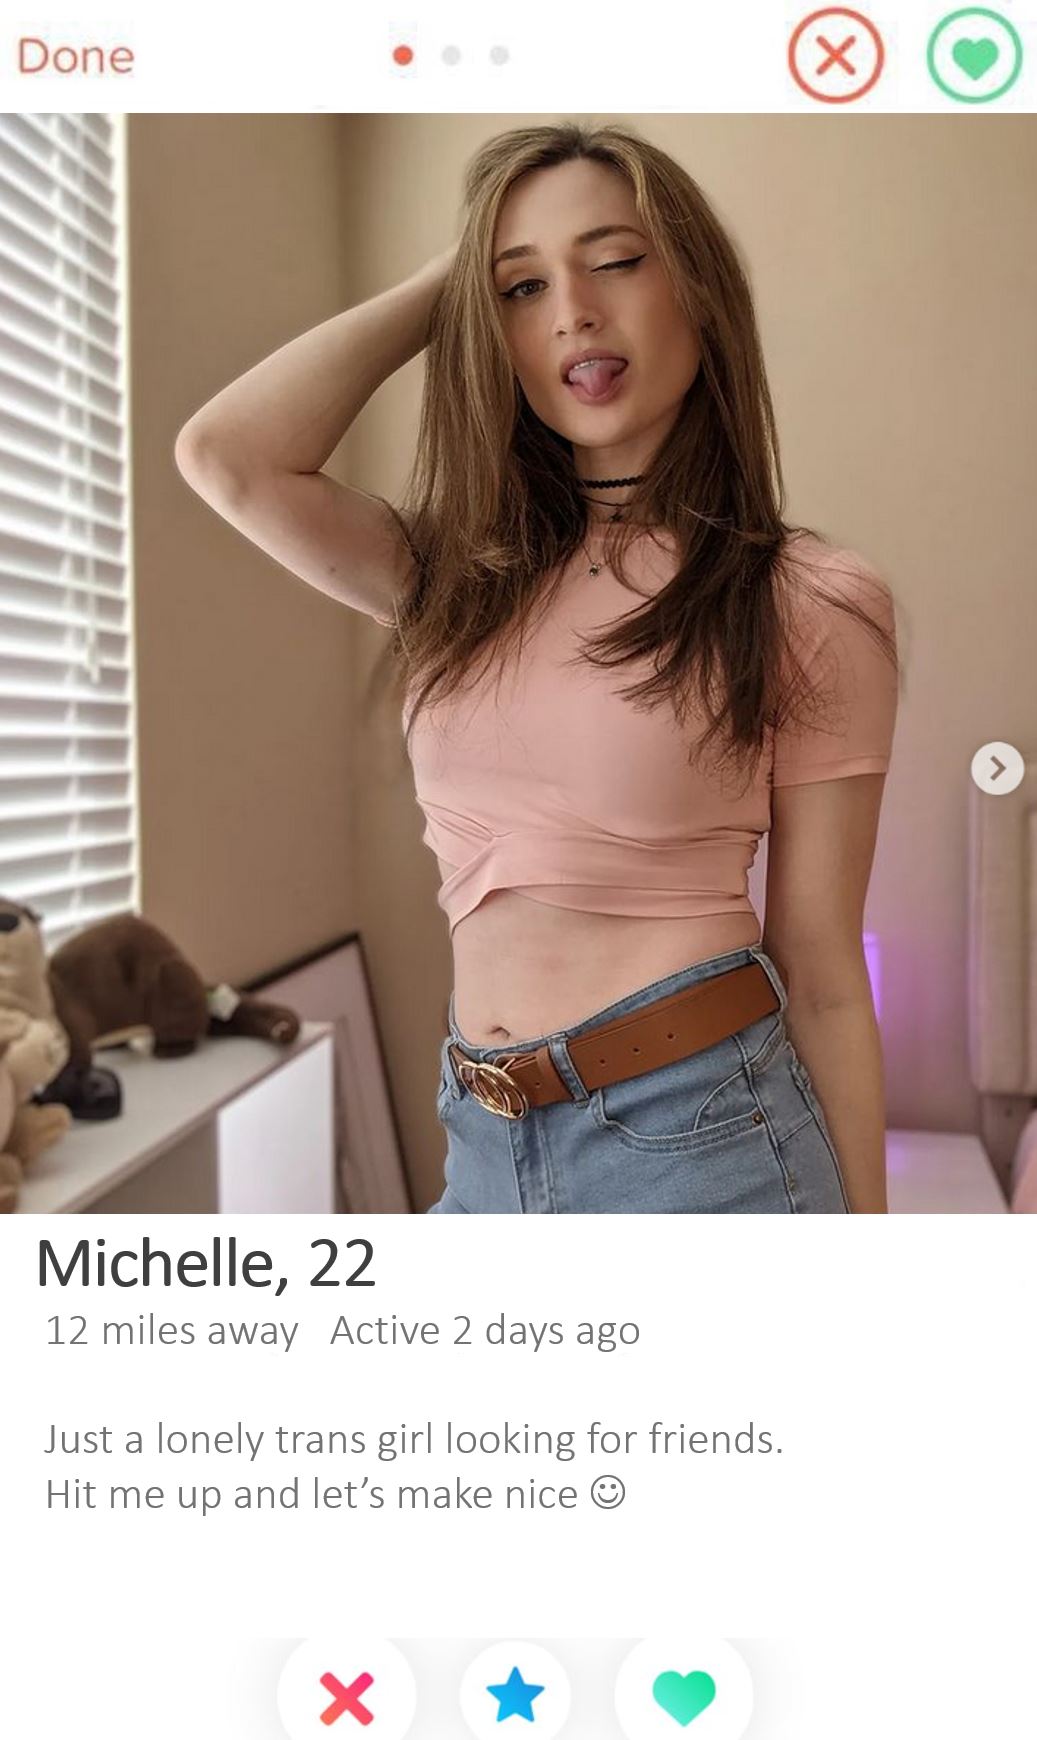 Done
Michelle, 22
12 miles away Active 2 days ago
Just a lonely trans girl looking for friends.
Hit me up and let’s make nice ☺